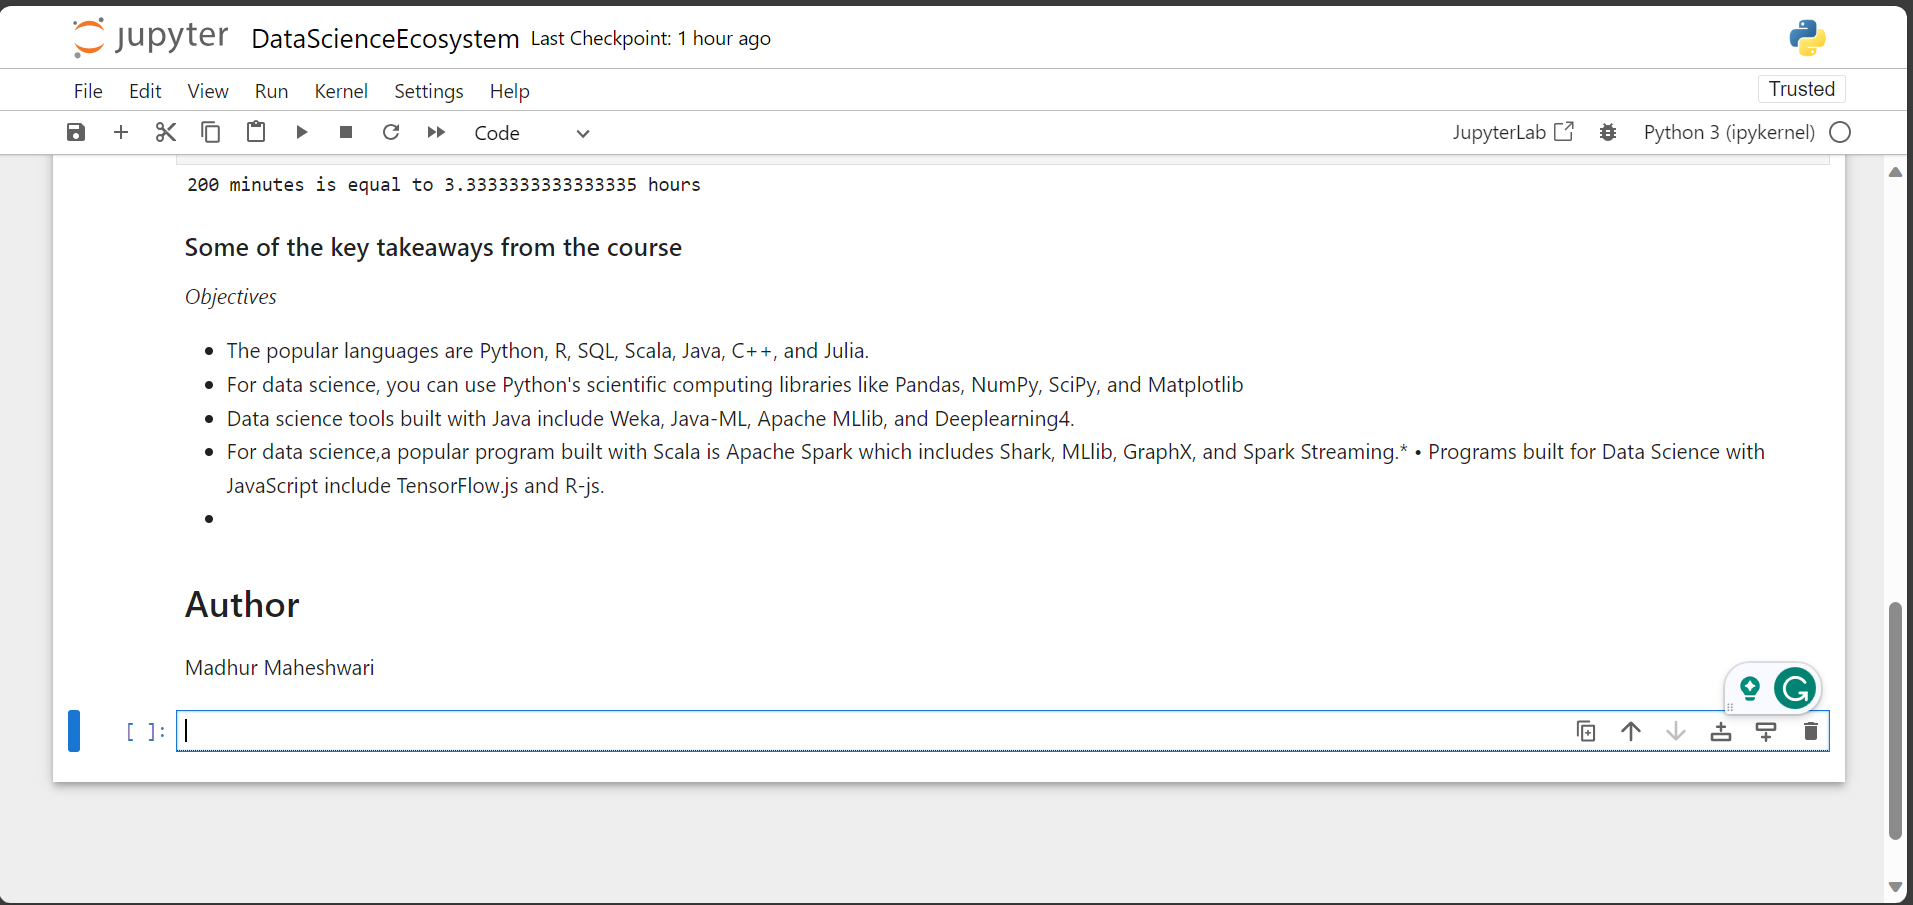 jupyter DataScienceEcosystem Last Checkpoint: 1 hour ago
File Edit View Run Kernel Settings Help
Trusted
Code
JupyterLab
Python 3 (ipykernel)
200 minutes is equal to 3.3333333333333335 hours
Some of the key takeaways from the course
Objectives
• The popular languages are Python, R, SQL, Scala, Java, C++, and Julia.
• For data science, you can use Python's scientific computing libraries like Pandas, NumPy, SciPy, and Matplotlib
• Data science tools built with Java include Weka, Java-ML, Apache MLlib, and Deeplearning4.
• For data science,a popular program built with Scala is Apache Spark which includes Shark, MLlib, GraphX, and Spark Streaming.* • Programs built for Data Science with
JavaScript include TensorFlow.js and R-js.
•
Author
Madhur Maheshwari
[ ]: